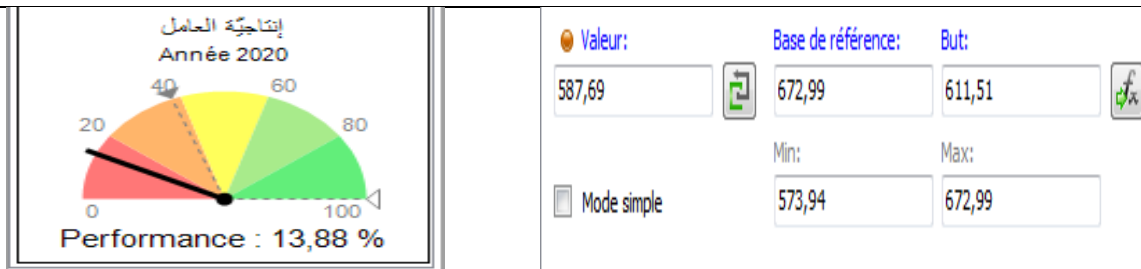 إنتاجيّة العامل
Année 2020
40
60
20
80
0
100
Performance : 13,88 %
Valeur:
Base de référence:
But:
587,69
672,99
611,51
fx
Min:
Max:
Mode simple
573,94
672,99